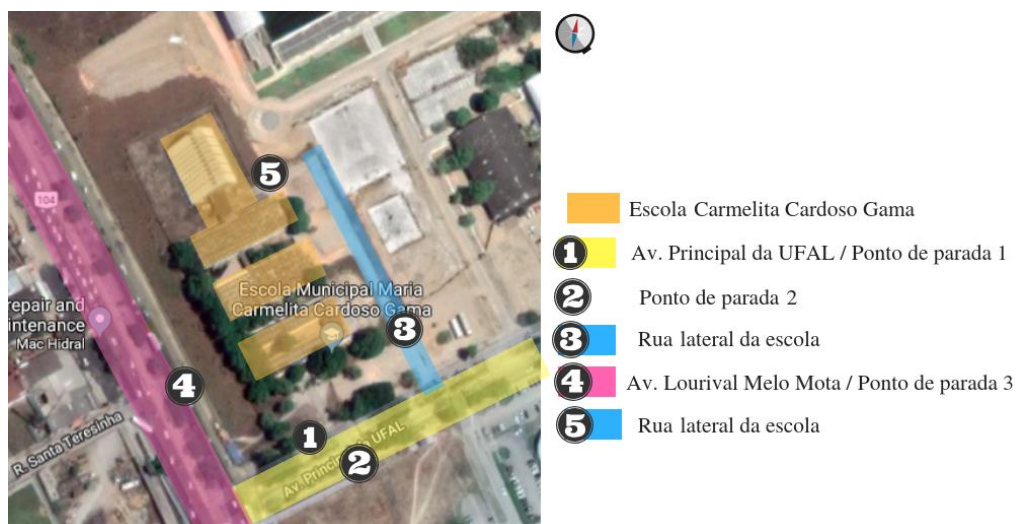 104
Escola Municipal Maria
Carmelita Cardoso Gama
repair and
intenance
Mac Hidral
R. Santa Teresinha
Av. Principal da UFAL
5
3
4
1
2
Escola Carmelita Cardoso Gama
1 Av. Principal da UFAL / Ponto de parada 1
2 Ponto de parada 2
3 Rua lateral da escola
4 Av. Lourival Melo Mota / Ponto de parada 3
5 Rua lateral da escola